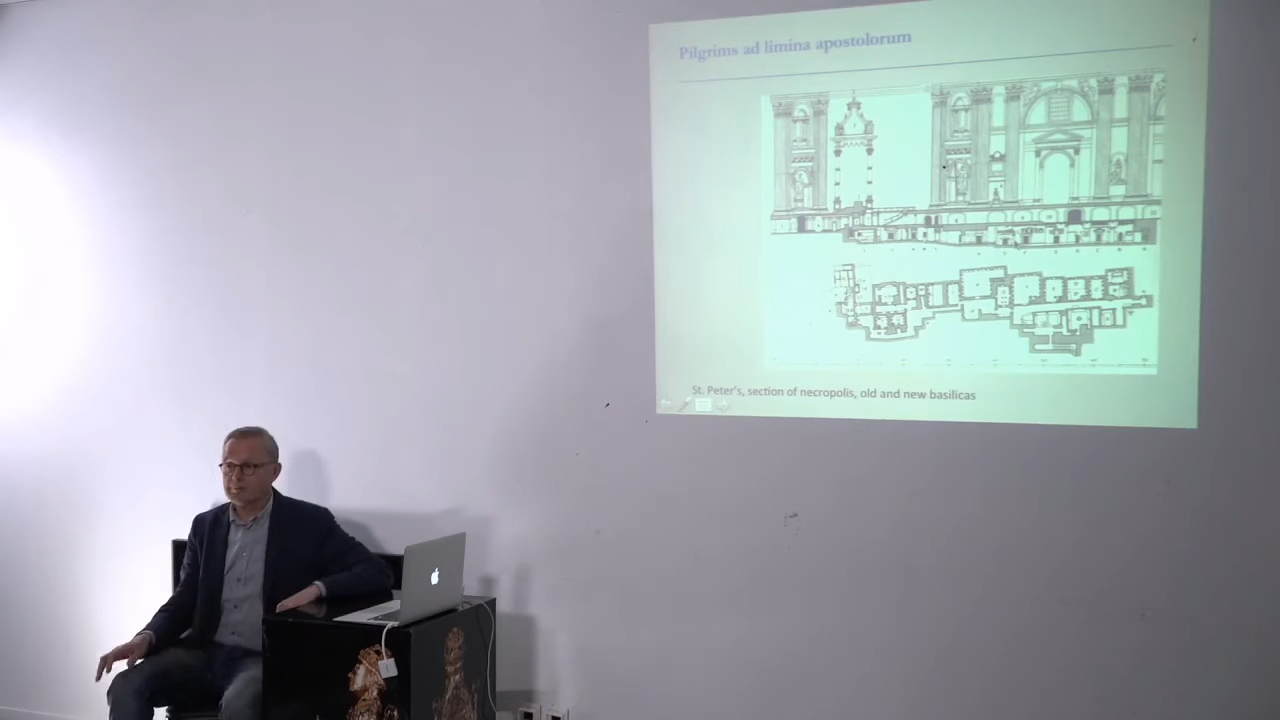 Pilgrims ad limina apostolorum
St. Peter's, section of necropolis, old and new basilicas